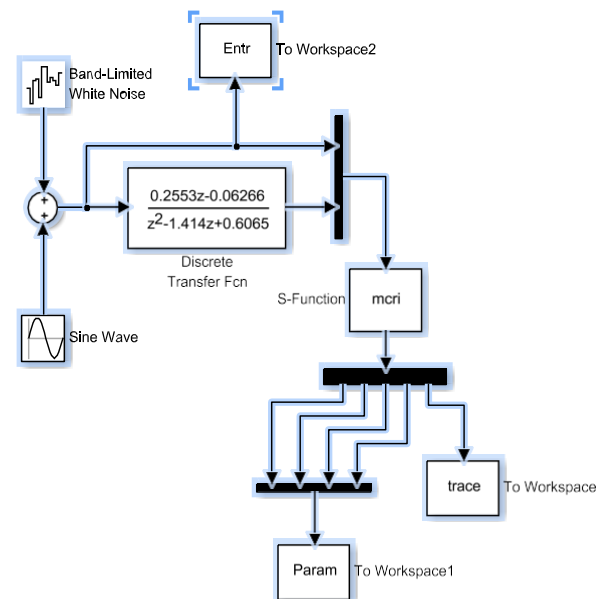 Entr
To Workspace2
Band-Limited
White Noise
+
+
0.2553z-0.06266
z2-1.414z+0.6065
Discrete
Transfer Fcn
S-Function
mcri
Sine Wave
trace
To Workspace
Param
To Workspace1